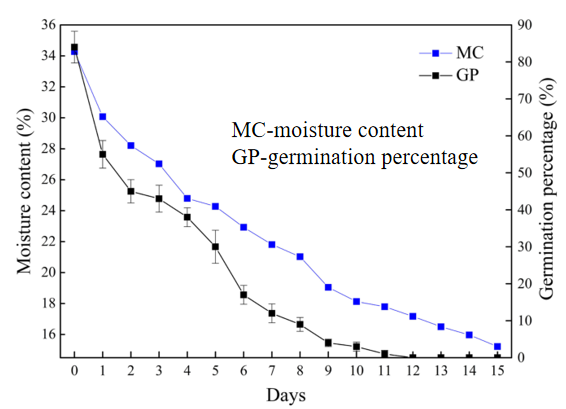 36
34
32
30
28
26
24
22
20
18
16
Moisture content (%)
90
80
70
60
50
40
30
20
10
0
Germination percentage (%)
MC
GP
MC-moisture content
GP-germination percentage
0 1 2 3 4 5 6 7 8 9 10 11 12 13 14 15
Days